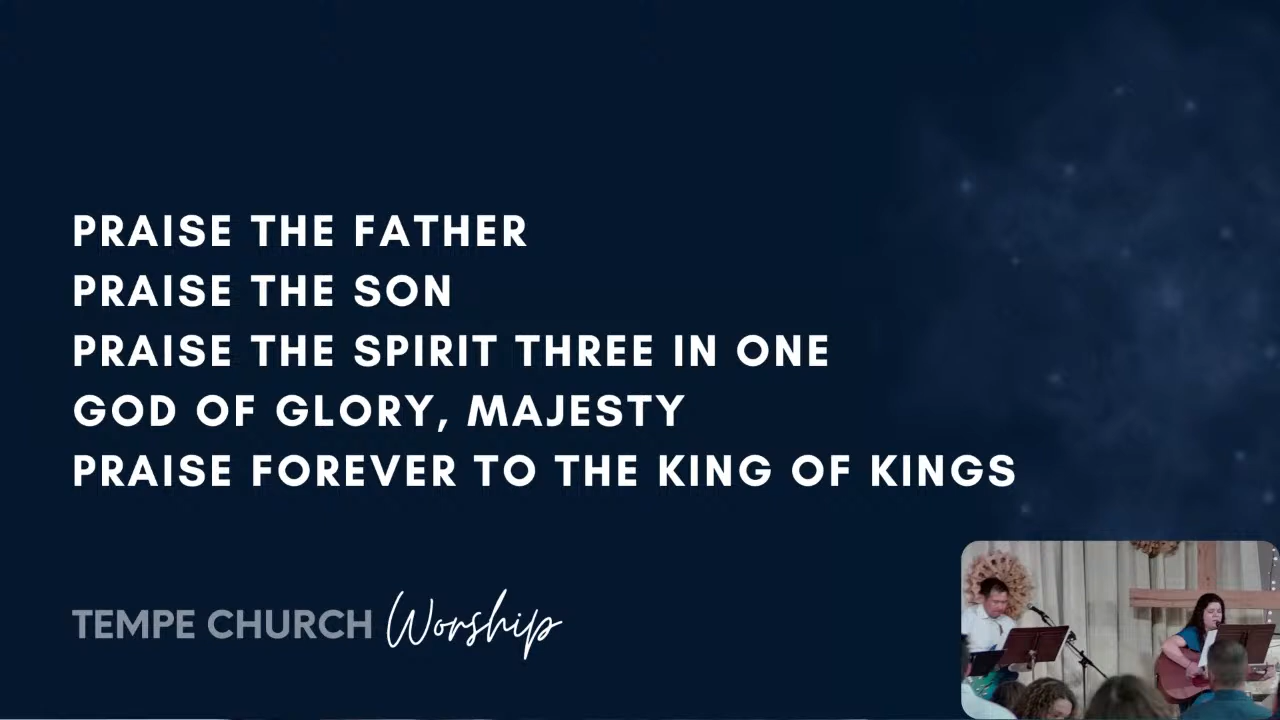 PRAISE THE FATHER
PRAISE THE SON
PRAISE THE SPIRIT THREE IN ONE
GOD OF GLORY, MAJESTY
PRAISE FOREVER TO THE KING OF KINGS
TEMPE CHURCH Worship